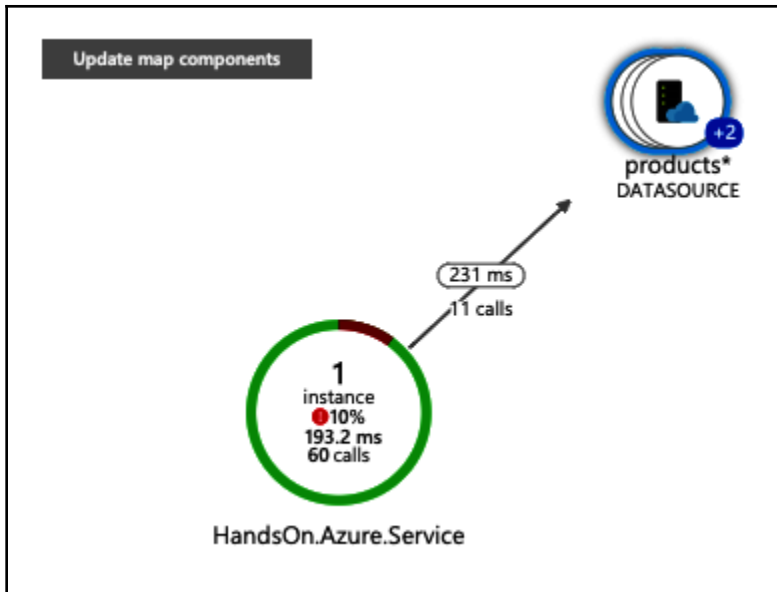 Update map components
+2
products*
DATASOURCE
231 ms
11 calls
1
instance
10%
193.2 ms
60 calls
HandsOn.Azure.Service